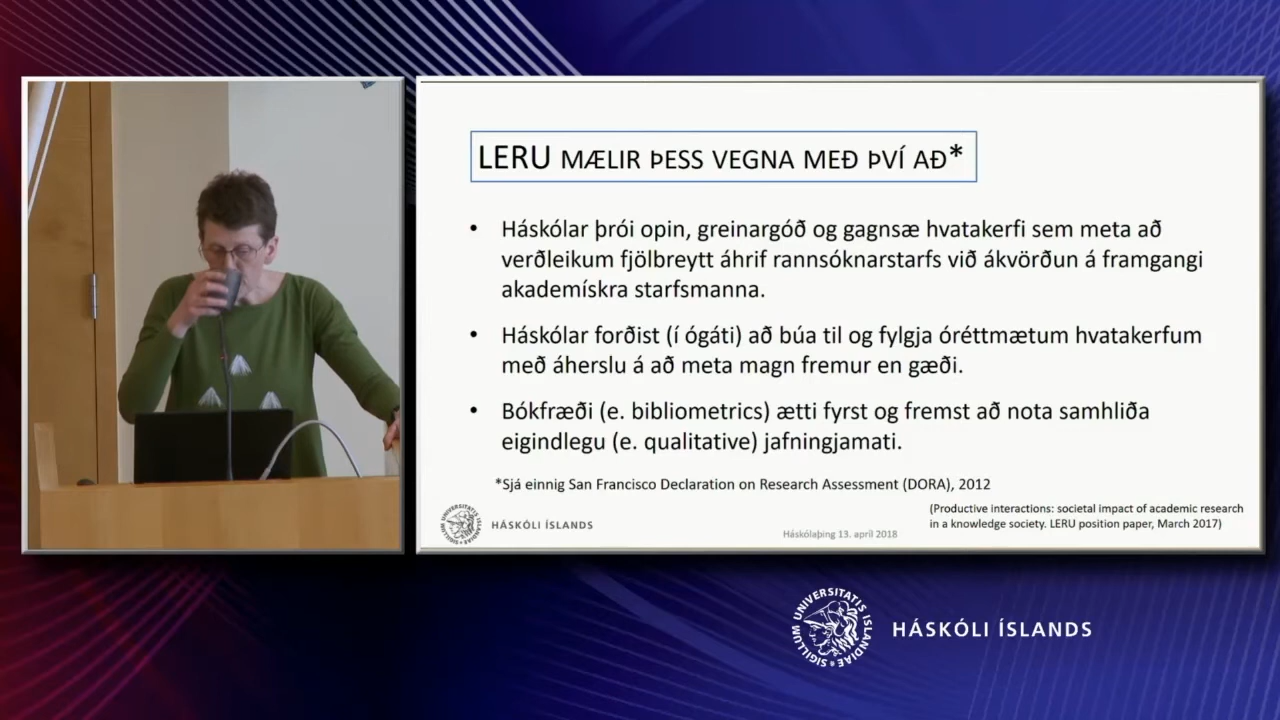 LERU MÆLIR ÞESS VEGNA MEÐ ÞVÍ AÐ*
• Háskólar þrói opin, greinargóð og gagnsæ hvatakerfi sem meta að
verðleikum fjölbreytt áhrif rannsóknarstarfs við ákvörðun á framgangi
akademískra starfsmanna.
• Háskólar forðist (í ógáti) að búa til og fylgja óréttmætum hvatakerfum
með áherslu á að meta magn fremur en gæði.
• Bókfræði (e. bibliometrics) ætti fyrst og fremst að nota samhliða
eigindlegu (e. qualitative) jafningjamati.
*Sjá einnig San Francisco Declaration on Research Assessment (DORA), 2012
(Productive interactions: societal impact of academic research
in a knowledge society. LERU position paper, March 2017)
HÁSKÓLI ÍSLANDS
Háskólaþing 13. apríl 2018
SIGILLUM UNIVERSITATIS ISLANDIAE
HÁSKÓLI ÍSLANDS